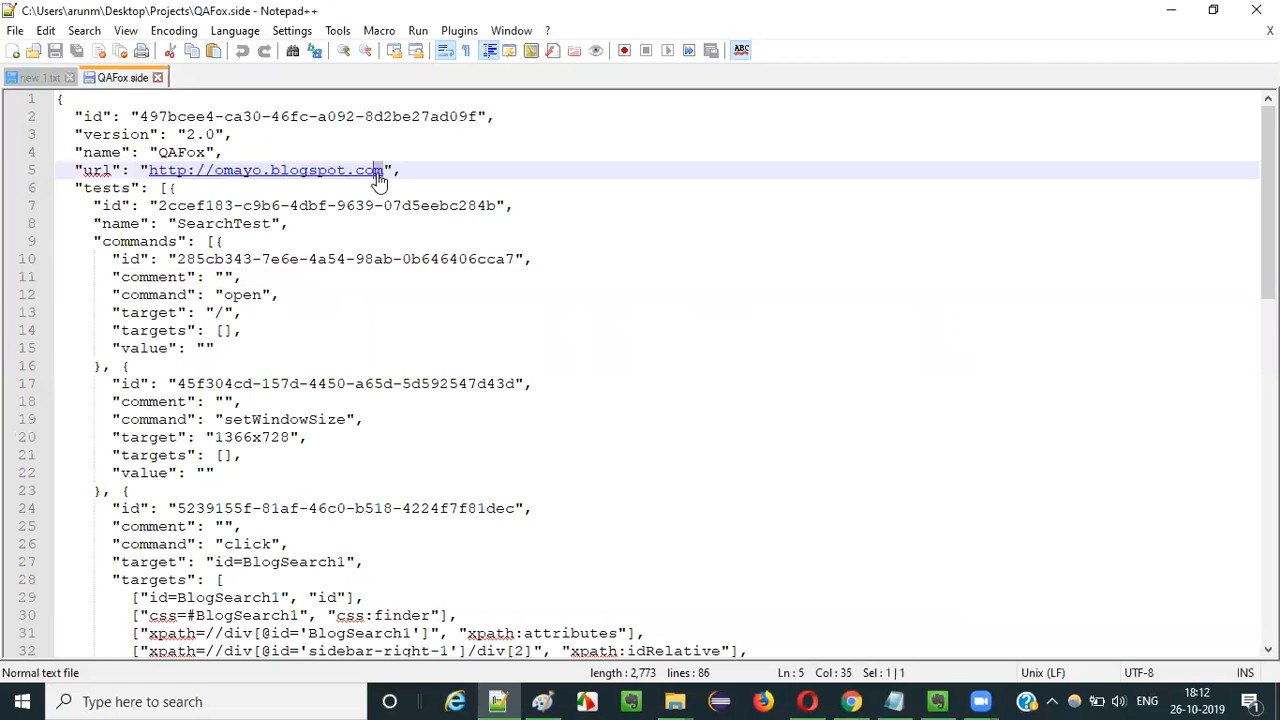 C:\Users\arunm\Desktop\Projects\QAFox.side - Notepad++
File Edit Search View Encoding Language Settings Tools Macro Run Plugins Window ? X
ABC
new 1.txt QAFox.side
1 {
2 "id": "497bcee4-ca30-46fc-a092-8d2be27ad09f",
3 "version": "2.0",
4 "name": "QAFox",
5 "url": "http://omayo.blogspot.com",
6 "tests": [{
7 "id": "2ccef183-c9b6-4dbf-9639-07d5eebc284b",
8 "name": "SearchTest",
9 "commands": [{
10 "id": "285cb343-7e6e-4a54-98ab-0b646406cca7",
11 "comment": "",
12 "command": "open",
13 "target": "/",
14 "targets": [],
15 "value": ""
16 }, {
17 "id": "45f304cd-157d-4450-a65d-5d592547d43d",
18 "comment": "",
19 "command": "setWindowSize",
20 "target": "1366x728",
21 "targets": [],
22 "value": ""
23 }, {
24 "id": "5239155f-81af-46c0-b518-4224f7f81dec",
25 "comment": "",
26 "command": "click",
27 "target": "id=BlogSearch1",
28 "targets": [
29 ["id=BlogSearch1", "id"],
30 ["css=#BlogSearch1", "css:finder"],
31 ["xpath=//div[@id='BlogSearch1']", "xpath:attributes"],
32 ["xpath=//div[@id='sidebar-right-1']/div[2]", "xpath:idRelative"],
Normal text file length : 2,773 lines : 86 Ln : 5 Col : 35 Sel : 1 | 1 Unix (LF) UTF-8 INS
Type here to search ENG 18:12
26-10-2019 1